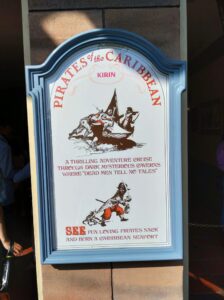 PIRATES of the CARIBBEAN
KIRIN
A THRILLING ADVENTURE CRUISE
THROUGH DARK MYSTERIOUS CAVERNS
WHERE "DEAD MEN TELL NO TALES"
SEE FUN LOVING PIRATES SACK
AND BURN A CARIBBEAN SEAPORT